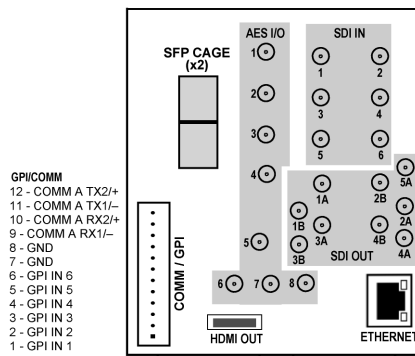 AES I/O
SDI IN
SFP CAGE
(x2)
1
2
3
4
5
6 7 8
1 2
3 4
5 6
5A
1A 2B
1B 2A
3A 4B
3B 4A
SDI OUT
GPI/COMM
12 - COMM A TX2/+
11 - COMM A TX1/–
10 - COMM A RX2/+
9 - COMM A RX1/–
8 - GND
7 - GND
6 - GPI IN 6
5 - GPI IN 5
4 - GPI IN 4
3 - GPI IN 3
2 - GPI IN 2
1 - GPI IN 1
COMM / GPI
HDMI OUT
ETHERNET